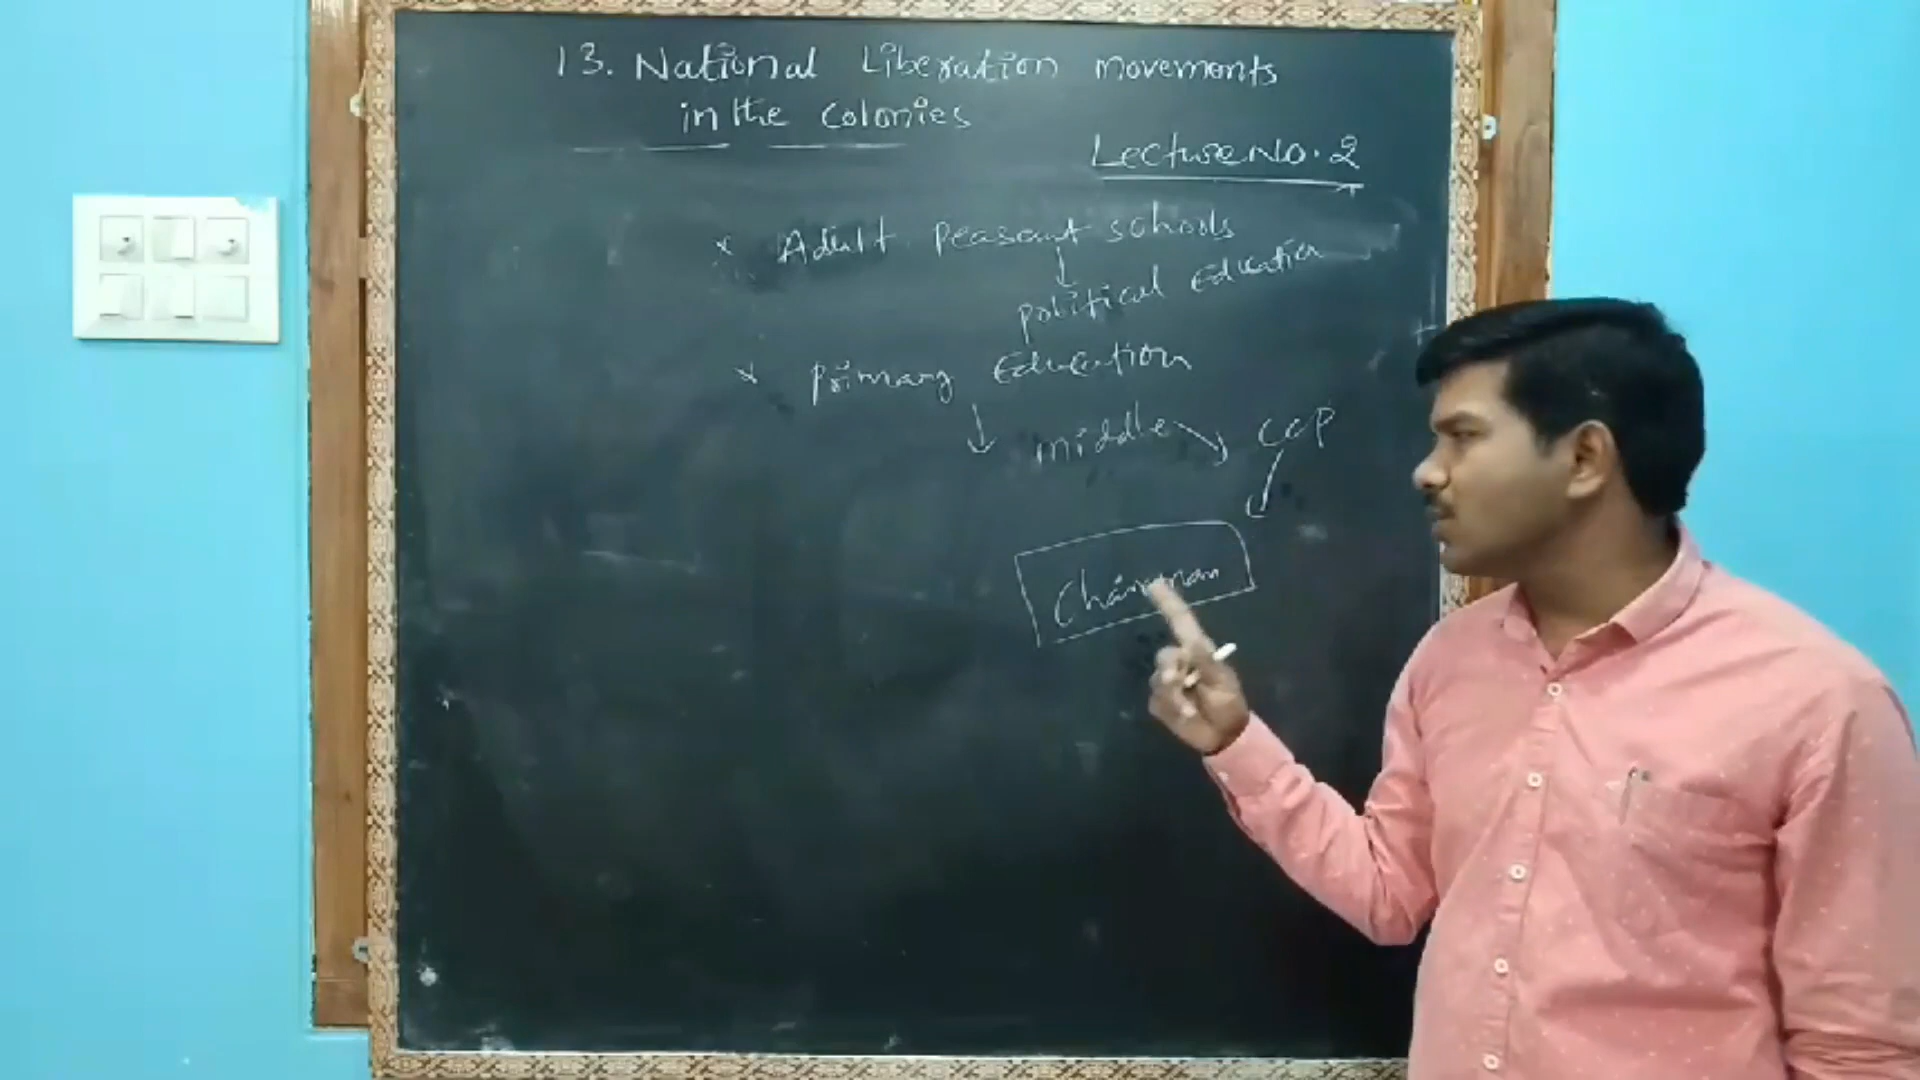 13. National Liberation movements
in the Colonies
Lecture No. 2
* Adult Peasant schools
↓
political Education
* Primary Education
↓ middle → CCP
↓
Chairman